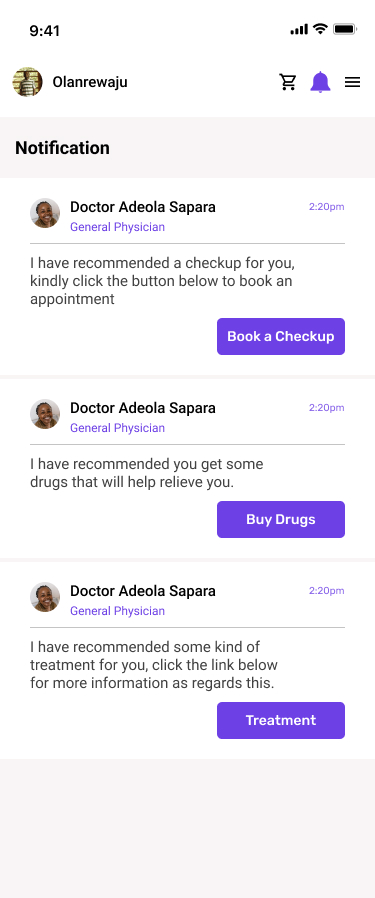 9:41
Olanrewaju
Notification
Doctor Adeola Sapara
2:20pm
General Physician
I have recommended a checkup for you,
kindly click the button below to book an
appointment
Book a Checkup
Doctor Adeola Sapara
2:20pm
General Physician
I have recommended you get some
drugs that will help relieve you.
Buy Drugs
Doctor Adeola Sapara
2:20pm
General Physician
I have recommended some kind of
treatment for you, click the link below
for more information as regards this.
Treatment